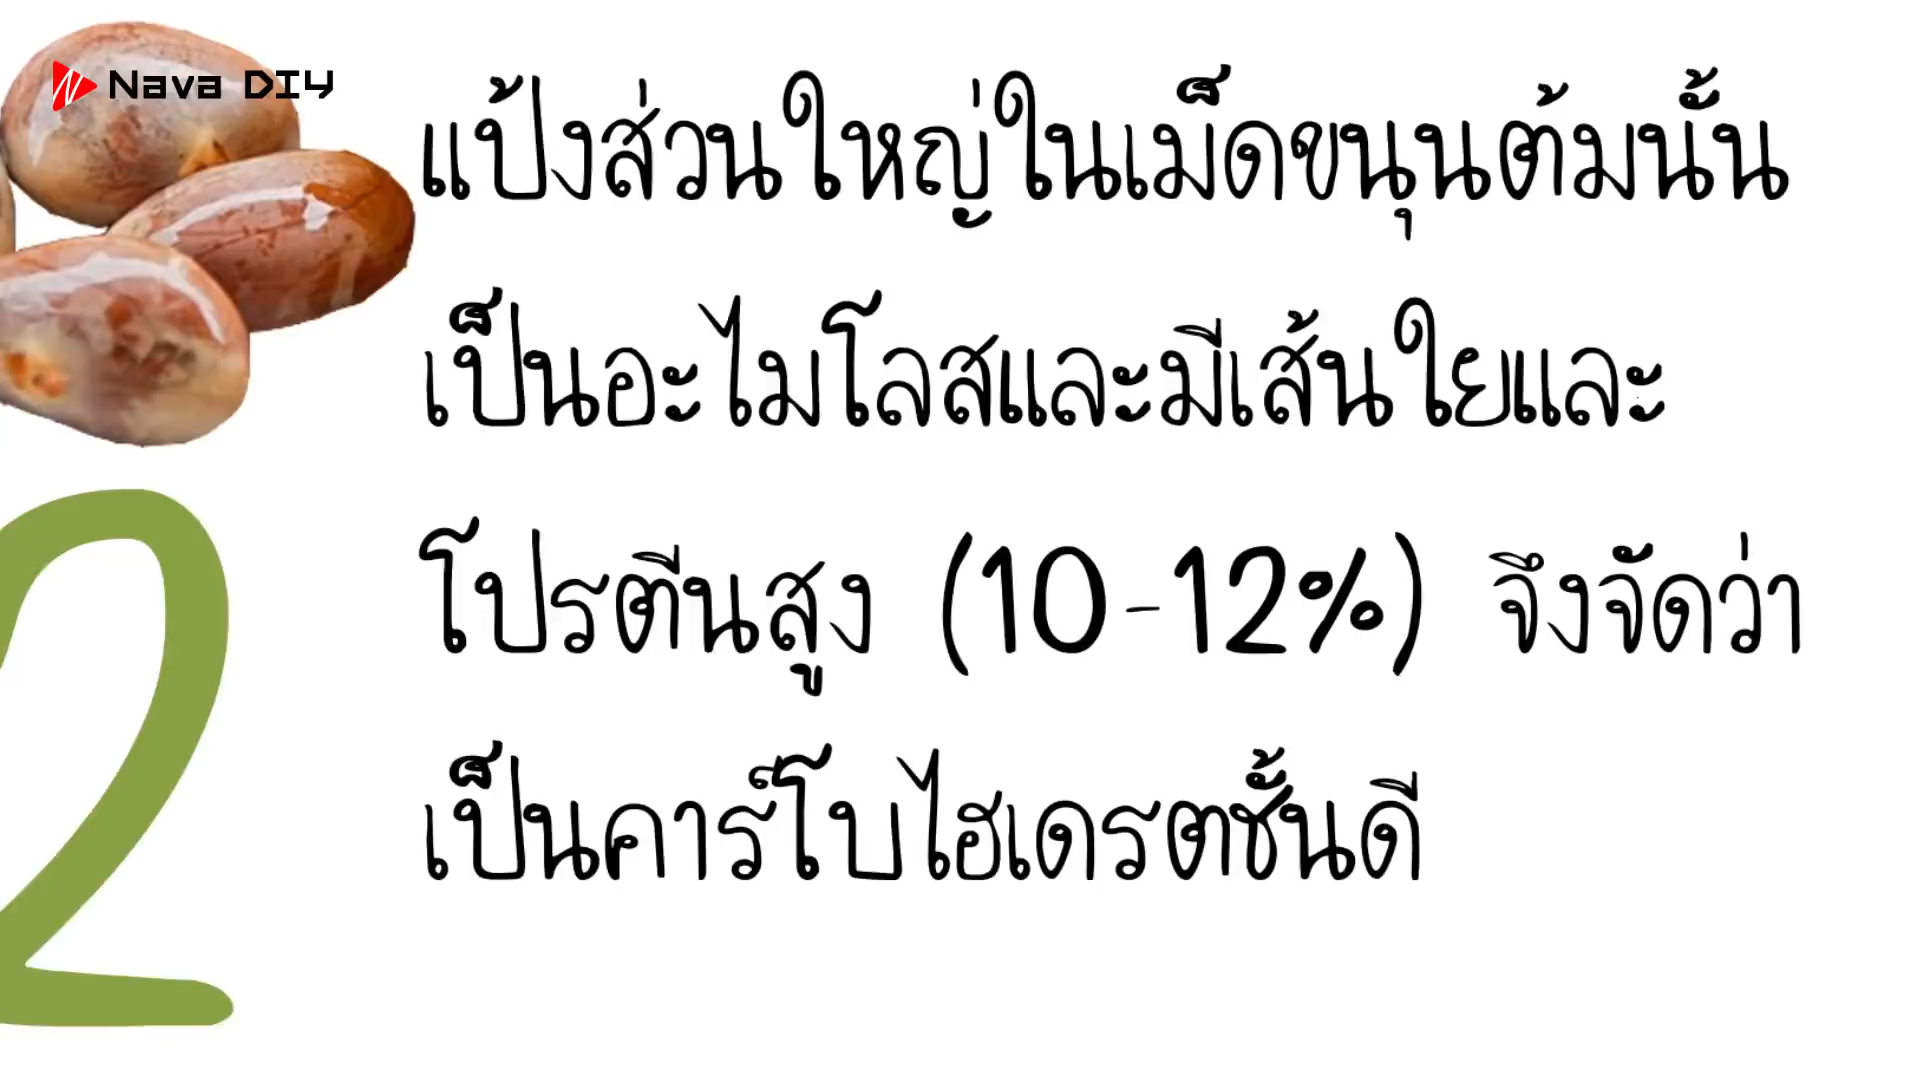 Nava DIY
แป้งส่วนใหญ่ในเม็ดขนุนต้มนั้น
เป็นอะไมโลสและมีเส้นใยและ
โปรตีนสูง (10-12%) จึงจัดว่า
เป็นคาร์โบไฮเดรตชั้นดี
2